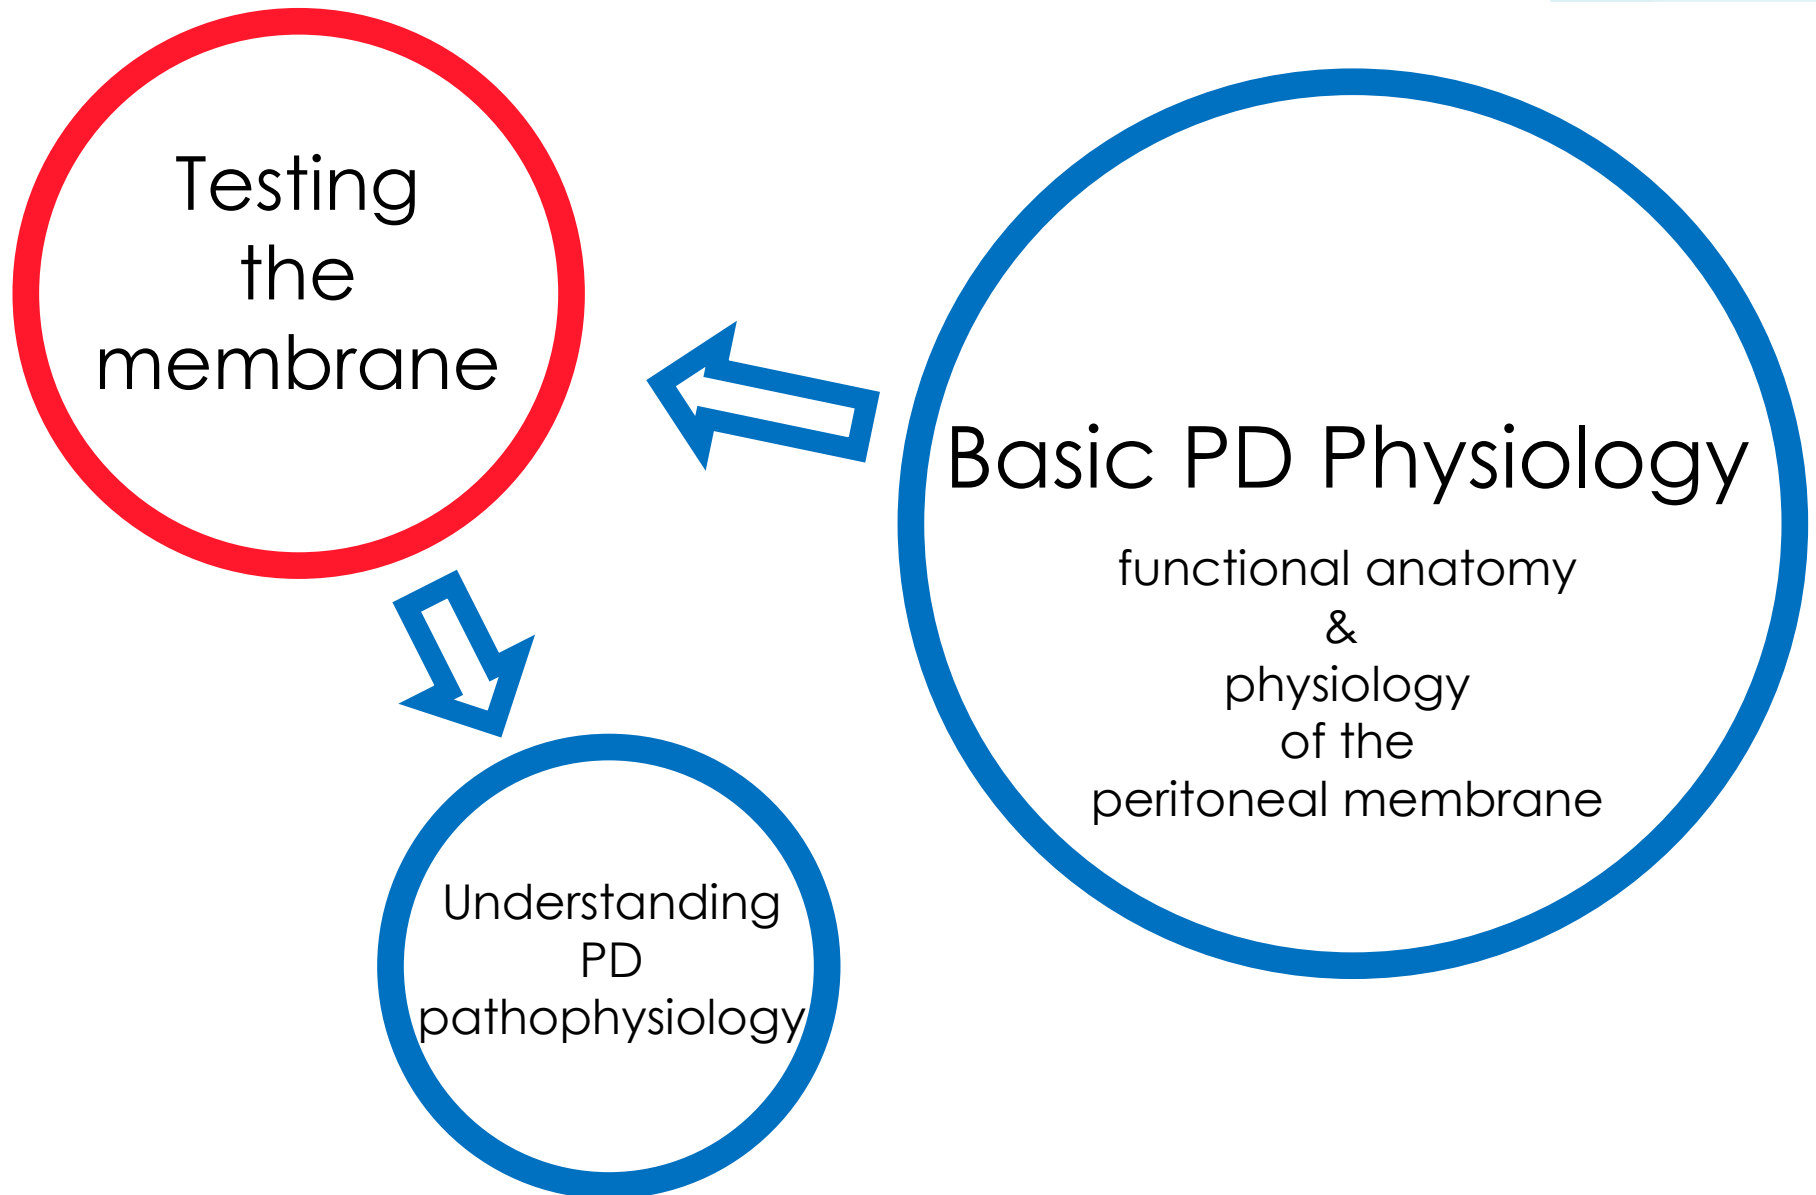 Testing
the
membrane
Basic PD Physiology
functional anatomy
&
physiology
of the
peritoneal membrane
Understanding
PD
pathophysiology